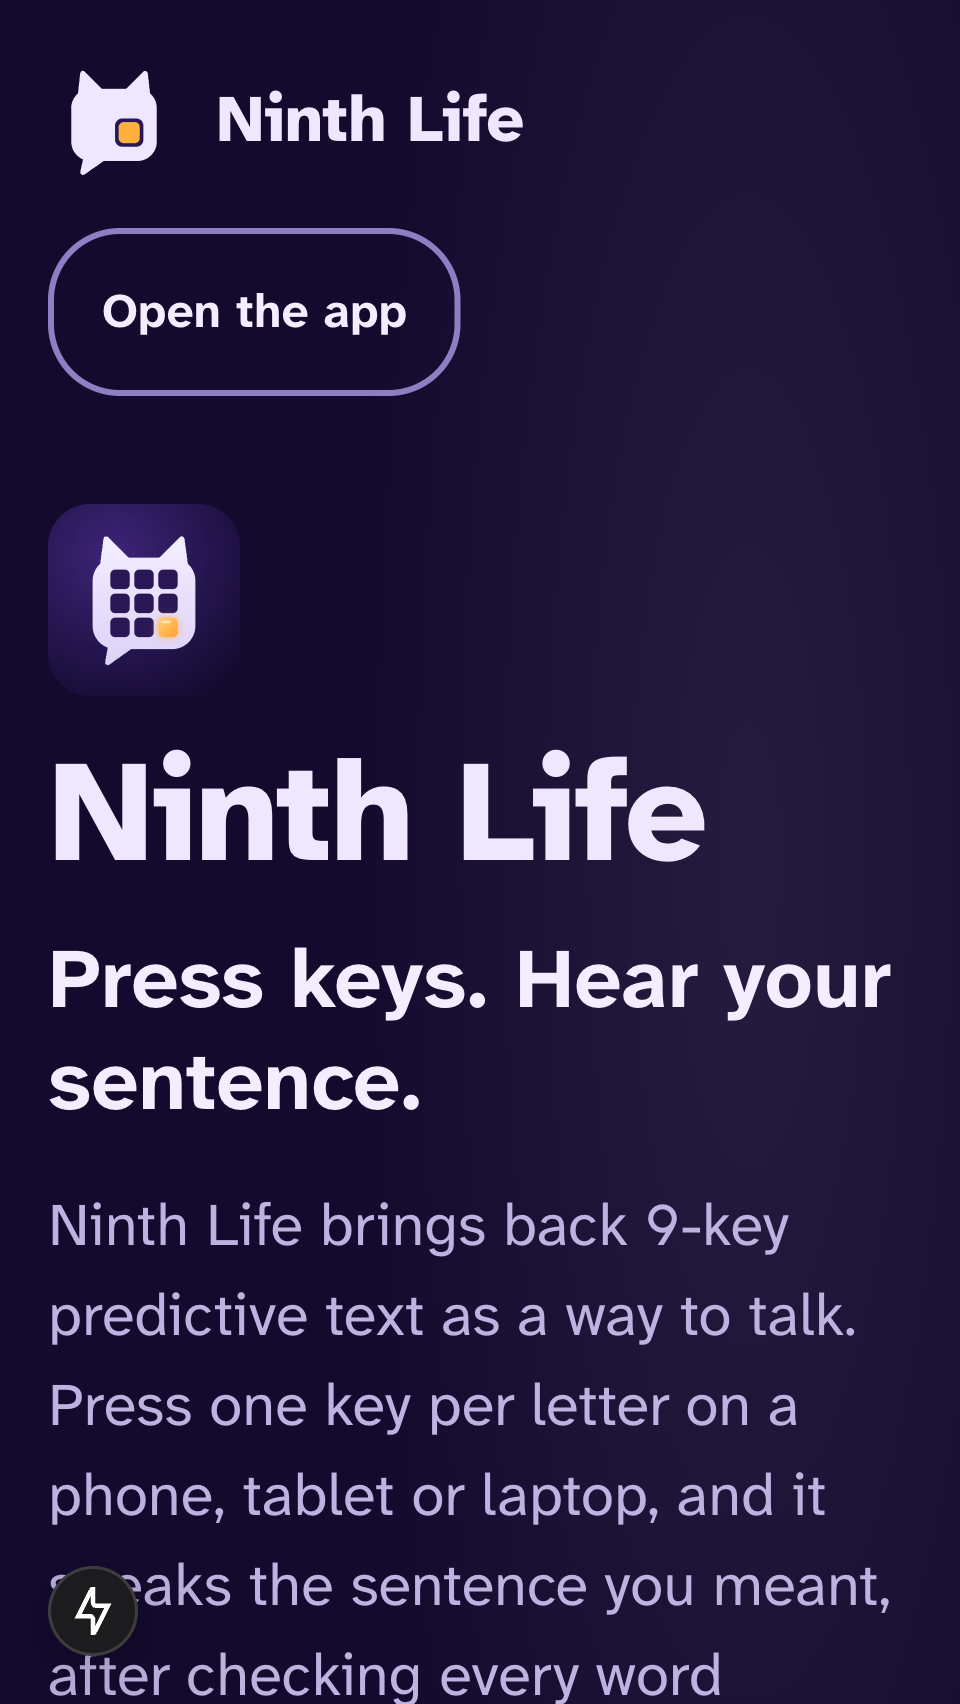 Ninth Life
Open the app
Ninth Life
Press keys. Hear your
sentence.
Ninth Life brings back 9-key
predictive text as a way to talk.
Press one key per letter on a
phone, tablet or laptop, and it
speaks the sentence you meant,
after checking every word